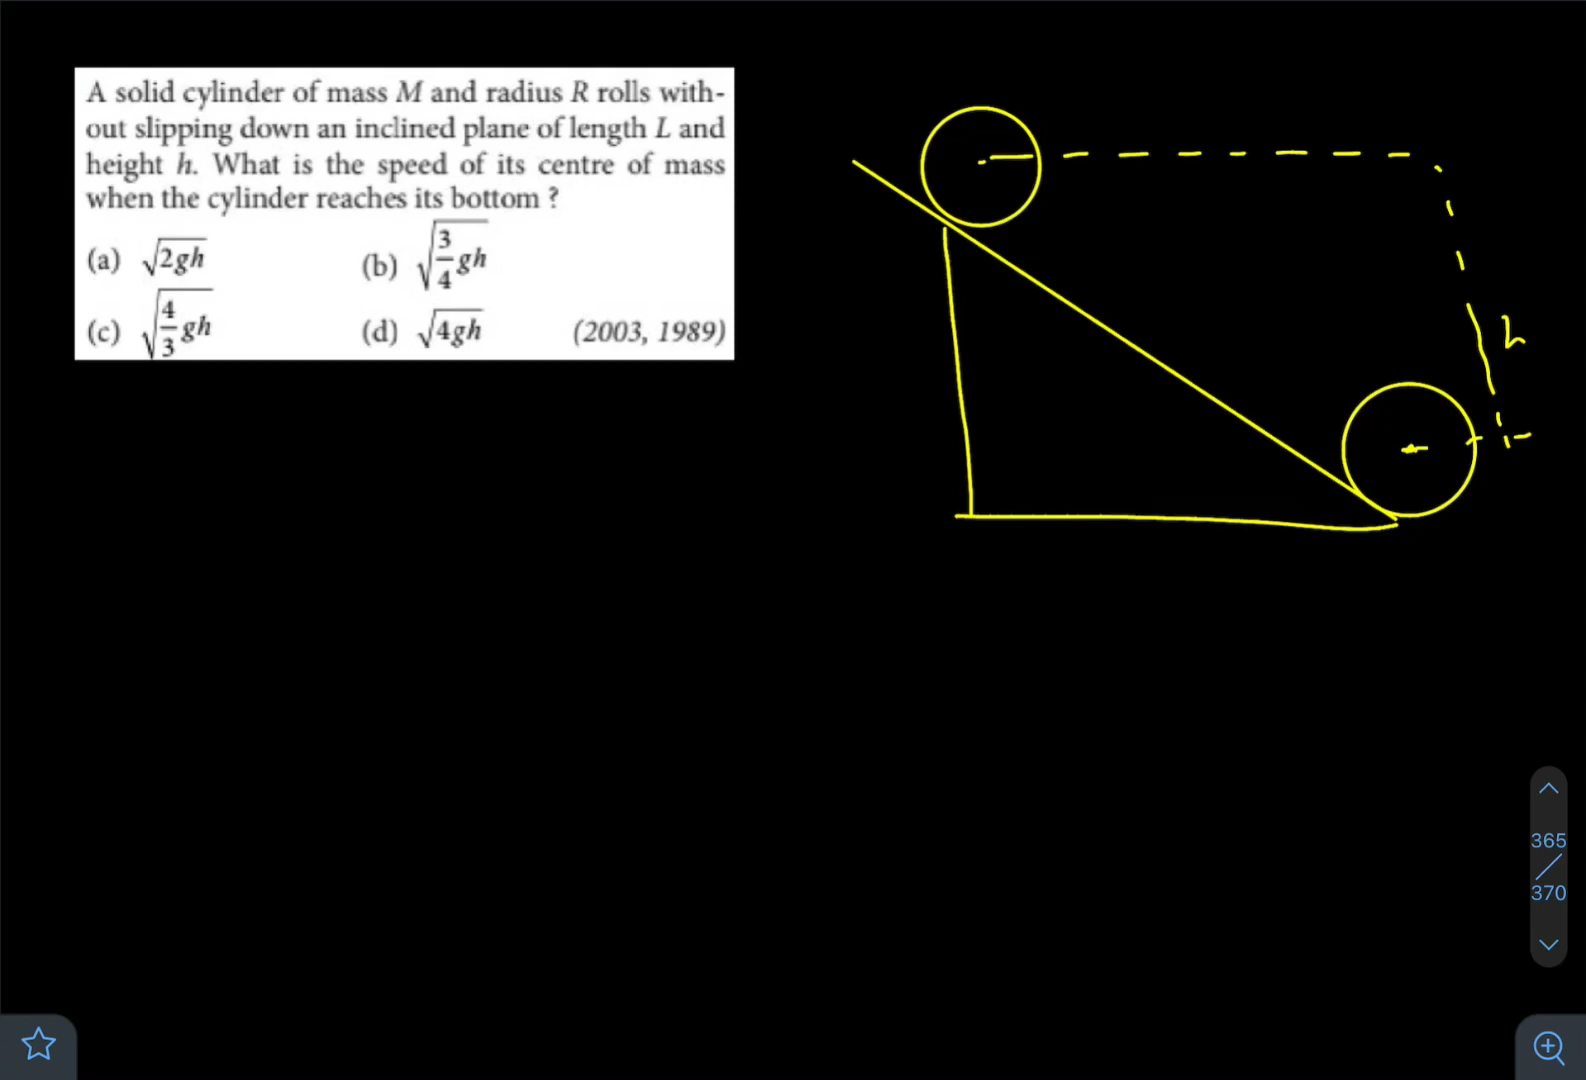 A solid cylinder of mass M and radius R rolls with-
out slipping down an inclined plane of length L and
height h. What is the speed of its centre of mass
when the cylinder reaches its bottom ?
(a) √2gh (b) √3/4 gh
(c) √4/3 gh (d) √4gh (2003, 1989)
h
365
/
370